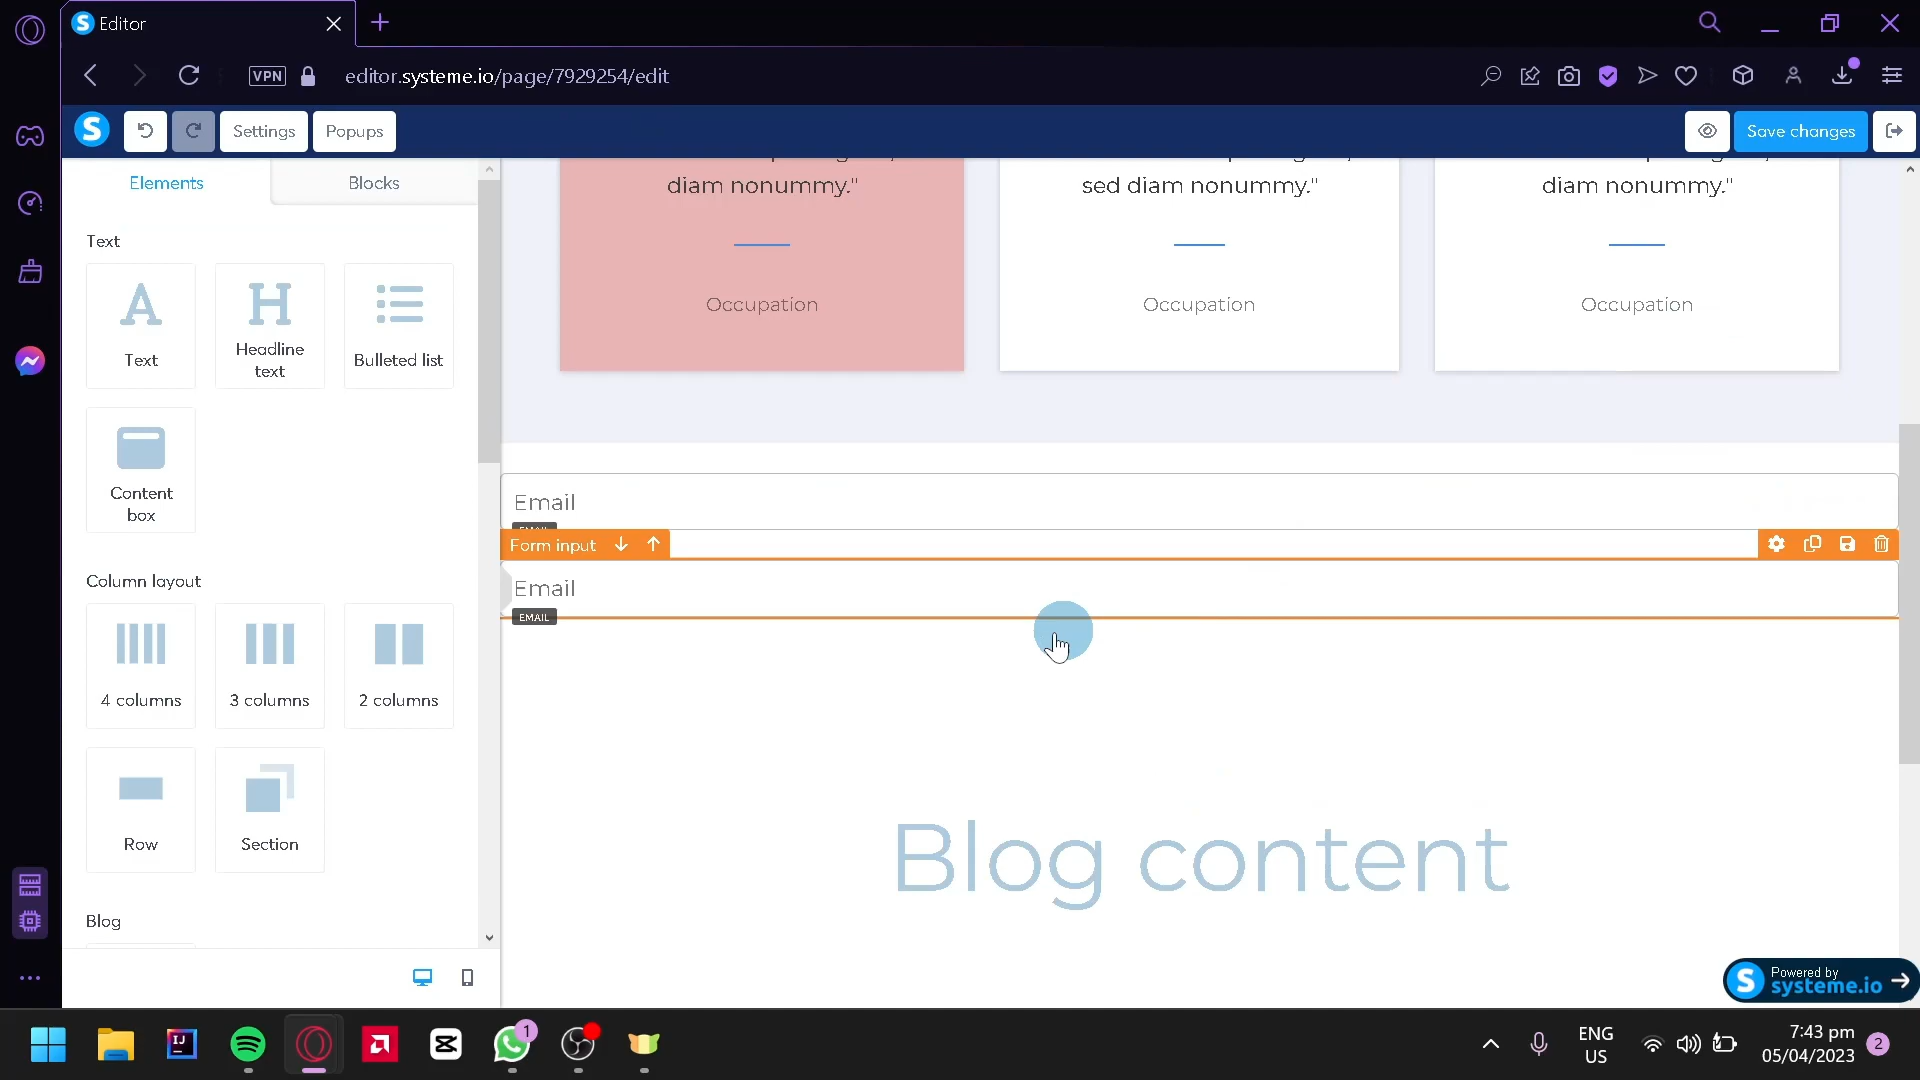 Editor
VPN
editor.systeme.io/page/7929254/edit
S
Settings
Popups
Save changes
Elements
Blocks
Text
A
Text
H
Headline
text
Bulleted list
Content
box
Column layout
4 columns
3 columns
2 columns
Row
Section
Blog
diam nonummy."
sed diam nonummy."
diam nonummy."
Occupation
Occupation
Occupation
Email
Form input
Email
EMAIL
Blog content
Powered by
systeme.io
IJ
1
ENG
US
7:43 pm
05/04/2023
2